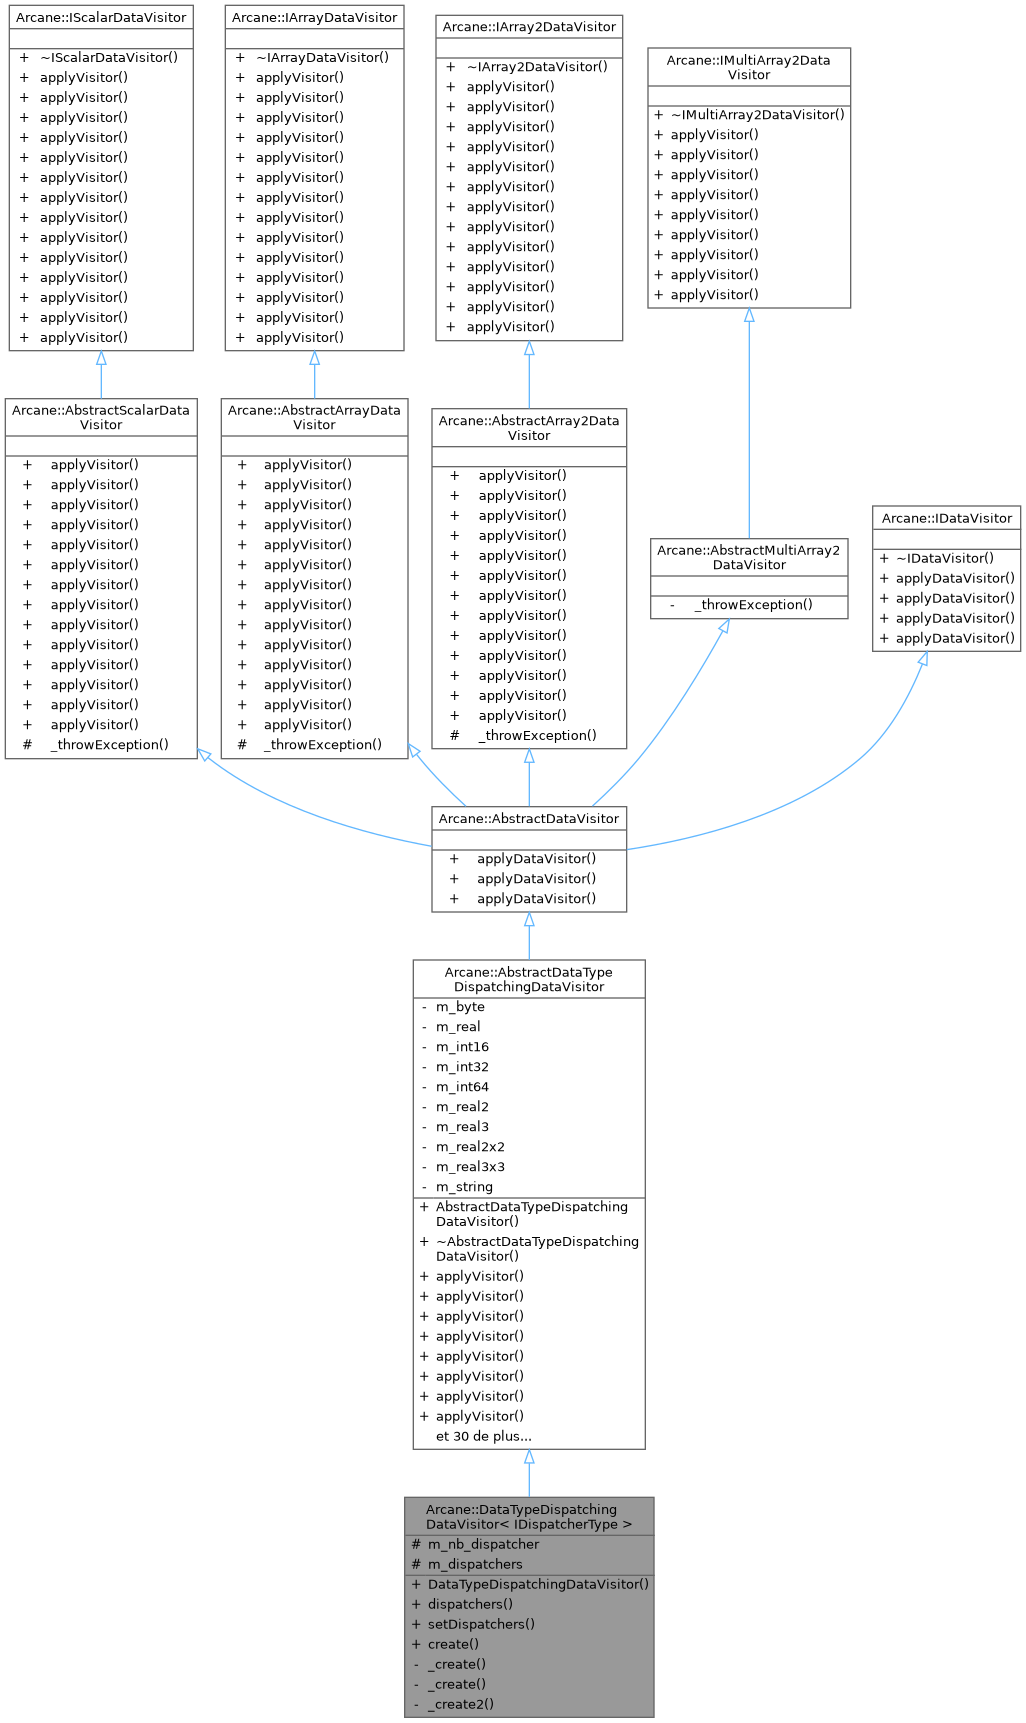 Arcane::IScalarDataVisitor
+ ~IScalarDataVisitor()
+ applyVisitor()
+ applyVisitor()
+ applyVisitor()
+ applyVisitor()
+ applyVisitor()
+ applyVisitor()
+ applyVisitor()
+ applyVisitor()
+ applyVisitor()
+ applyVisitor()
+ applyVisitor()
+ applyVisitor()
+ applyVisitor()
+ applyVisitor()
Arcane::IArrayDataVisitor
+ ~IArrayDataVisitor()
+ applyVisitor()
+ applyVisitor()
+ applyVisitor()
+ applyVisitor()
+ applyVisitor()
+ applyVisitor()
+ applyVisitor()
+ applyVisitor()
+ applyVisitor()
+ applyVisitor()
+ applyVisitor()
+ applyVisitor()
+ applyVisitor()
+ applyVisitor()
Arcane::IArray2DataVisitor
+ ~IArray2DataVisitor()
+ applyVisitor()
+ applyVisitor()
+ applyVisitor()
+ applyVisitor()
+ applyVisitor()
+ applyVisitor()
+ applyVisitor()
+ applyVisitor()
+ applyVisitor()
+ applyVisitor()
+ applyVisitor()
+ applyVisitor()
+ applyVisitor()
Arcane::IMultiArray2Data
Visitor
+ ~IMultiArray2DataVisitor()
+ applyVisitor()
+ applyVisitor()
+ applyVisitor()
+ applyVisitor()
+ applyVisitor()
+ applyVisitor()
+ applyVisitor()
+ applyVisitor()
+ applyVisitor()
Arcane::AbstractScalarData
Visitor
+ applyVisitor()
+ applyVisitor()
+ applyVisitor()
+ applyVisitor()
+ applyVisitor()
+ applyVisitor()
+ applyVisitor()
+ applyVisitor()
+ applyVisitor()
+ applyVisitor()
+ applyVisitor()
+ applyVisitor()
+ applyVisitor()
+ applyVisitor()
# _throwException()
Arcane::AbstractArrayData
Visitor
+ applyVisitor()
+ applyVisitor()
+ applyVisitor()
+ applyVisitor()
+ applyVisitor()
+ applyVisitor()
+ applyVisitor()
+ applyVisitor()
+ applyVisitor()
+ applyVisitor()
+ applyVisitor()
+ applyVisitor()
+ applyVisitor()
+ applyVisitor()
# _throwException()
Arcane::AbstractArray2Data
Visitor
+ applyVisitor()
+ applyVisitor()
+ applyVisitor()
+ applyVisitor()
+ applyVisitor()
+ applyVisitor()
+ applyVisitor()
+ applyVisitor()
+ applyVisitor()
+ applyVisitor()
+ applyVisitor()
+ applyVisitor()
+ applyVisitor()
# _throwException()
Arcane::AbstractMultiArray2
DataVisitor
- _throwException()
Arcane::IDataVisitor
+ ~IDataVisitor()
+ applyDataVisitor()
+ applyDataVisitor()
+ applyDataVisitor()
+ applyDataVisitor()
Arcane::AbstractDataVisitor
+ applyDataVisitor()
+ applyDataVisitor()
+ applyDataVisitor()
Arcane::AbstractDataType
DispatchingDataVisitor
- m_byte
- m_real
- m_int16
- m_int32
- m_int64
- m_real2
- m_real3
- m_real2x2
- m_real3x3
- m_string
+ AbstractDataTypeDispatching
DataVisitor()
+ ~AbstractDataTypeDispatching
DataVisitor()
+ applyVisitor()
+ applyVisitor()
+ applyVisitor()
+ applyVisitor()
+ applyVisitor()
+ applyVisitor()
+ applyVisitor()
+ applyVisitor()
et 30 de plus...
Arcane::DataTypeDispatching
DataVisitor< IDispatcherType >
# m_nb_dispatcher
# m_dispatchers
+ DataTypeDispatchingDataVisitor()
+ dispatchers()
+ setDispatchers()
+ create()
- _create()
- _create()
- _create2()